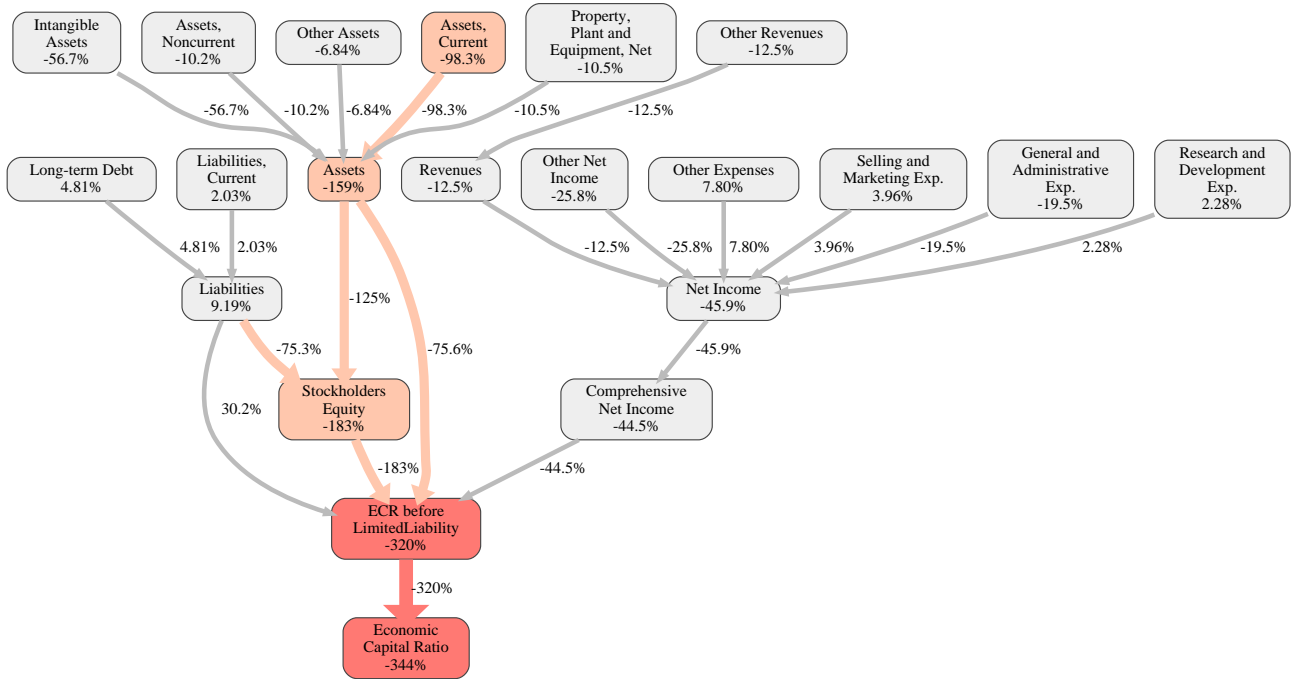 Intangible
Assets
-56.7%
Assets,
Noncurrent
-10.2%
Other Assets
-6.84%
Assets,
Current
-98.3%
Property,
Plant and
Equipment, Net
-10.5%
Other Revenues
-12.5%
-56.7%
-10.2%
-6.84%
-98.3%
-10.5%
-12.5%
Long-term Debt
4.81%
Liabilities,
Current
2.03%
Assets
-159%
Revenues
-12.5%
Other Net
Income
-25.8%
Other Expenses
7.80%
Selling and
Marketing Exp.
3.96%
General and
Administrative
Exp.
-19.5%
Research and
Development
Exp.
2.28%
4.81%
2.03%
-12.5%
-25.8%
7.80%
3.96%
-19.5%
2.28%
Liabilities
9.19%
-125%
Net Income
-45.9%
-75.3%
-75.6%
-45.9%
30.2%
Stockholders
Equity
-183%
Comprehensive
Net Income
-44.5%
-183%
-44.5%
ECR before
LimitedLiability
-320%
-320%
Economic
Capital Ratio
-344%